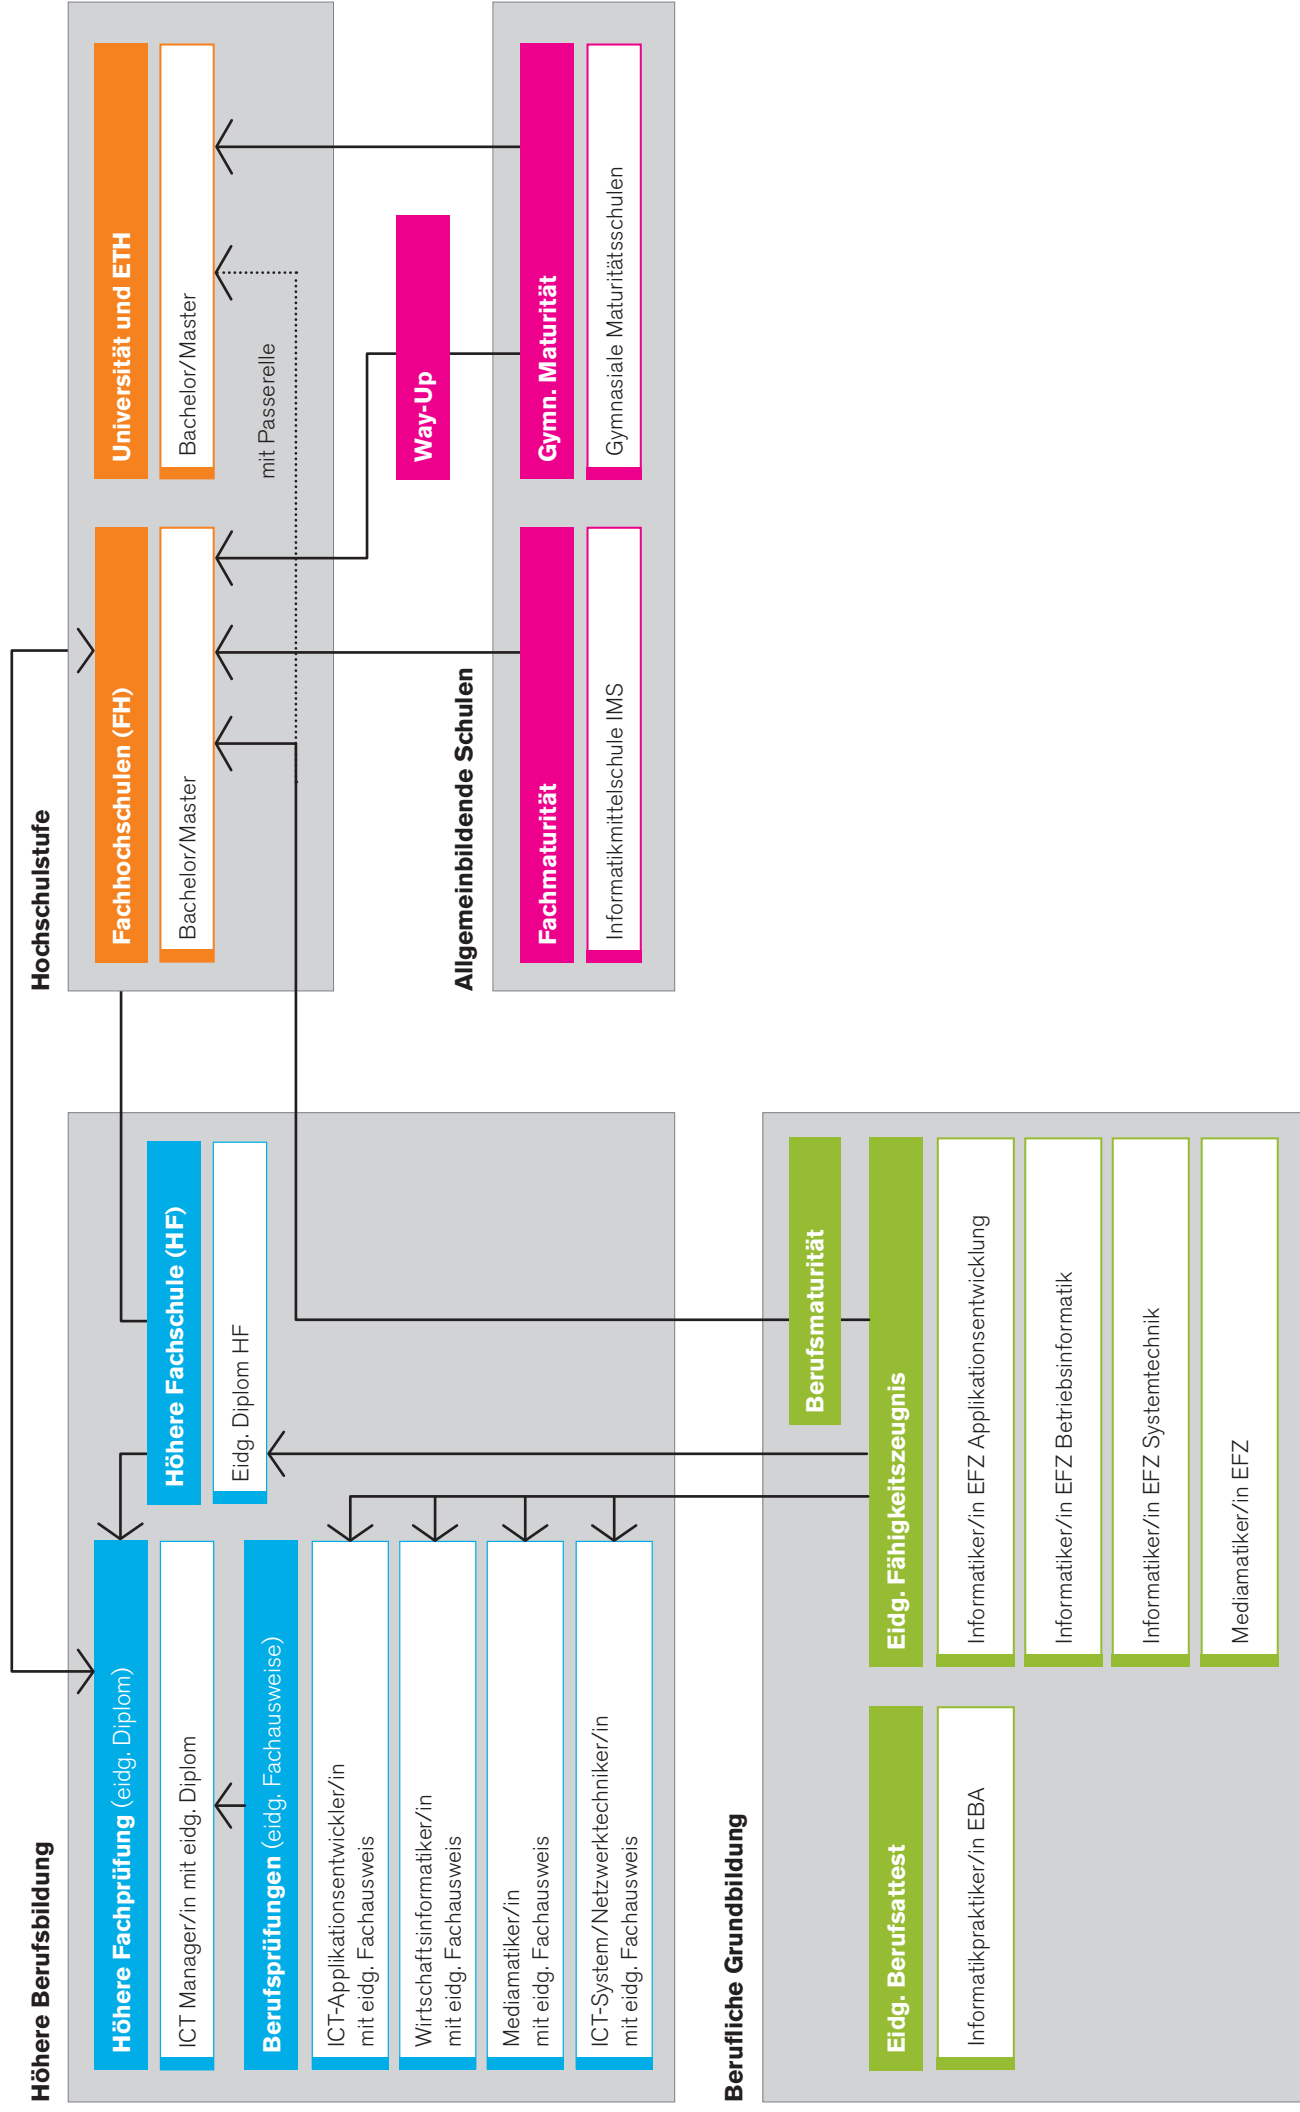 Höhere Berufsbildung
Höhere Fachprüfung (eidg. Diplom)
ICT Manager/in mit eidg. Diplom
Berufsprüfungen (eidg. Fachausweise)
ICT-Applikationsentwickler/in
mit eidg. Fachausweis
Wirtschaftsinformatiker/in
mit eidg. Fachausweis
Mediamatiker/in
mit eidg. Fachausweis
ICT-System/Netzwerktechniker/in
mit eidg. Fachausweis
Höhere Fachschule (HF)
Eidg. Diplom HF
Hochschulstufe
Fachhochschulen (FH)
Bachelor/Master
Universität und ETH
Bachelor/Master
mit Passerelle
Way-Up
Allgemeinbildende Schulen
Fachmaturität
Informatikmittelschule IMS
Gymn. Maturität
Gymnasiale Maturitätsschulen
Berufliche Grundbildung
Eidg. Berufsattest
Informatikpraktiker/in EBA
Berufsmaturität
Eidg. Fähigkeitszeugnis
Informatiker/in EFZ Applikationsentwicklung
Informatiker/in EFZ Betriebsinformatik
Informatiker/in EFZ Systemtechnik
Mediamatiker/in EFZ